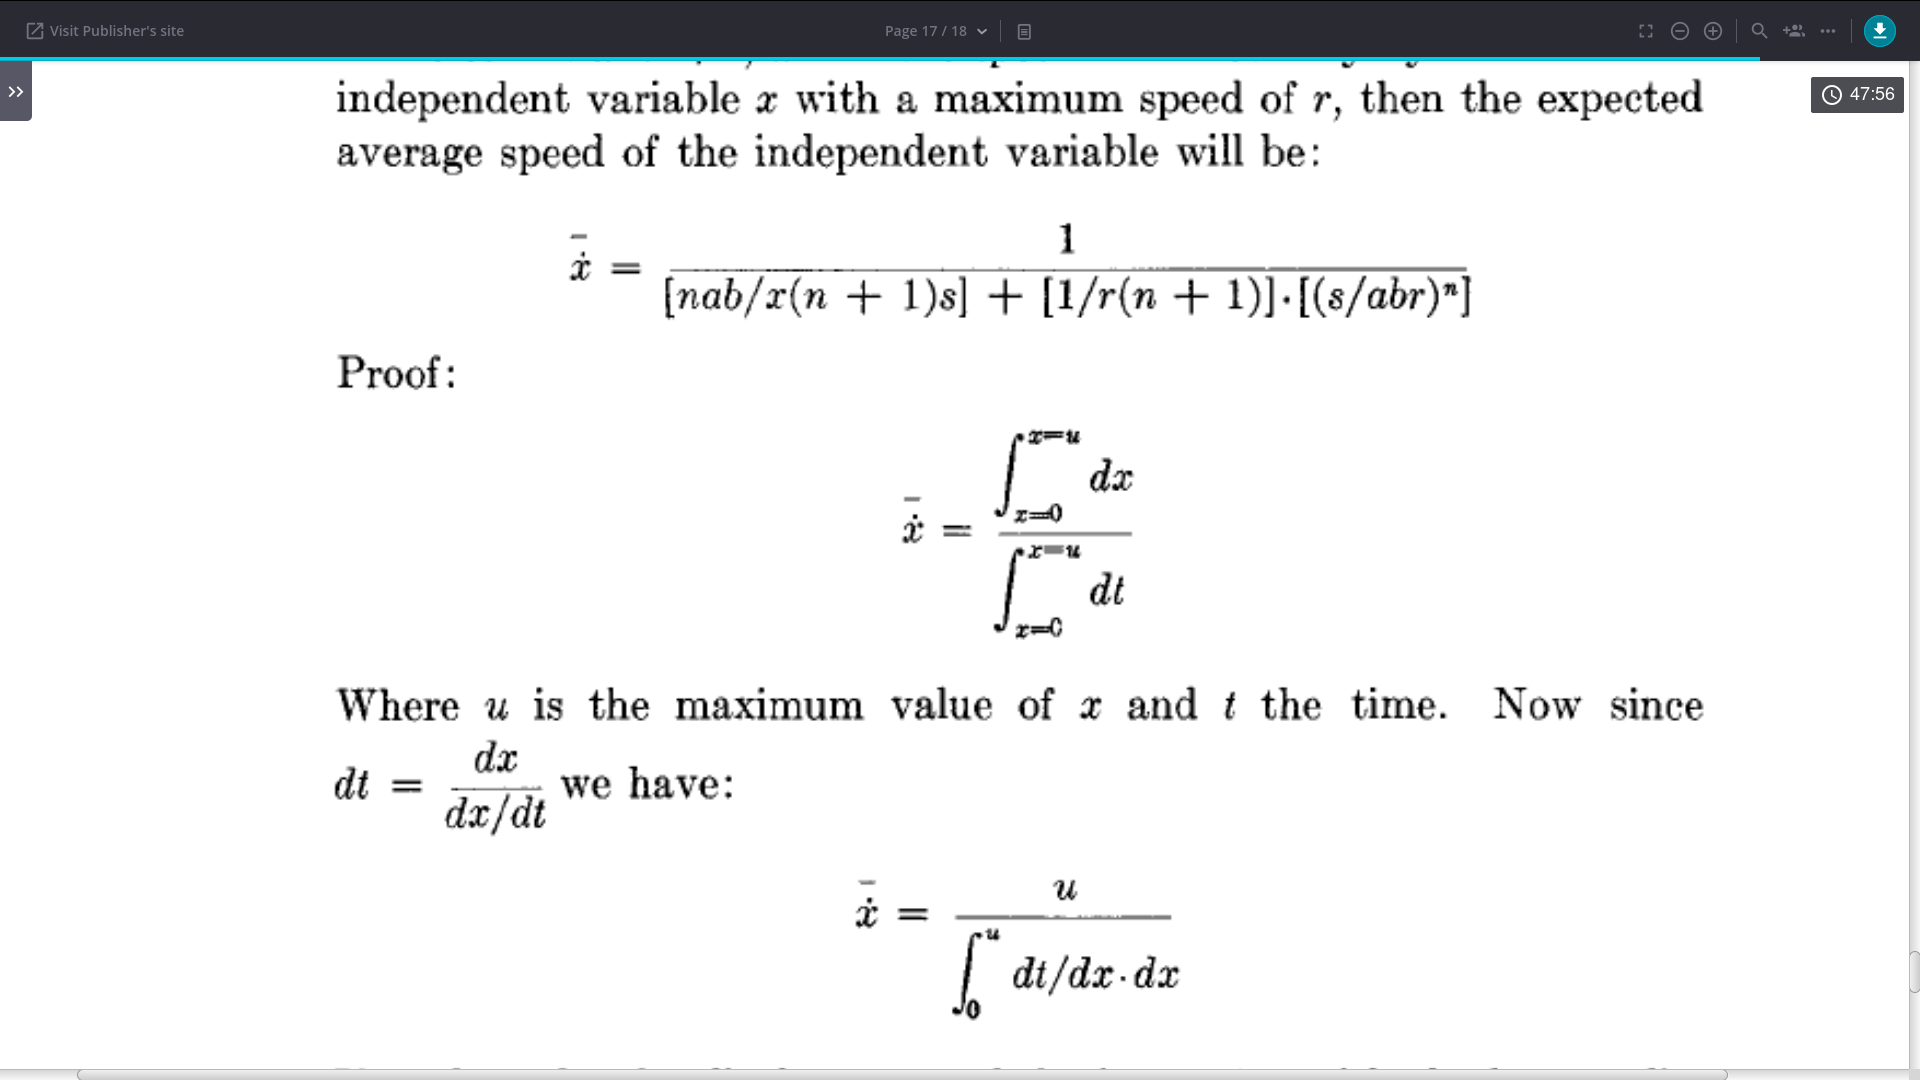 Visit Publisher's site
Page 17 / 18
47:56
independent variable x with a maximum speed of r, then the expected
average speed of the independent variable will be:
\bar{\dot{x}} = \frac{1}{[nab/x(n + 1)s] + [1/r(n + 1)]·[(s/abr)^n]}
Proof:
\bar{\dot{x}} = \frac{\int_{x=0}^{x=u} dx}{\int_{x=0}^{x=u} dt}
Where u is the maximum value of x and t the time. Now since
dt = \frac{dx}{dx/dt} we have:
\bar{\dot{x}} = \frac{u}{\int_0^u dt/dx·dx}